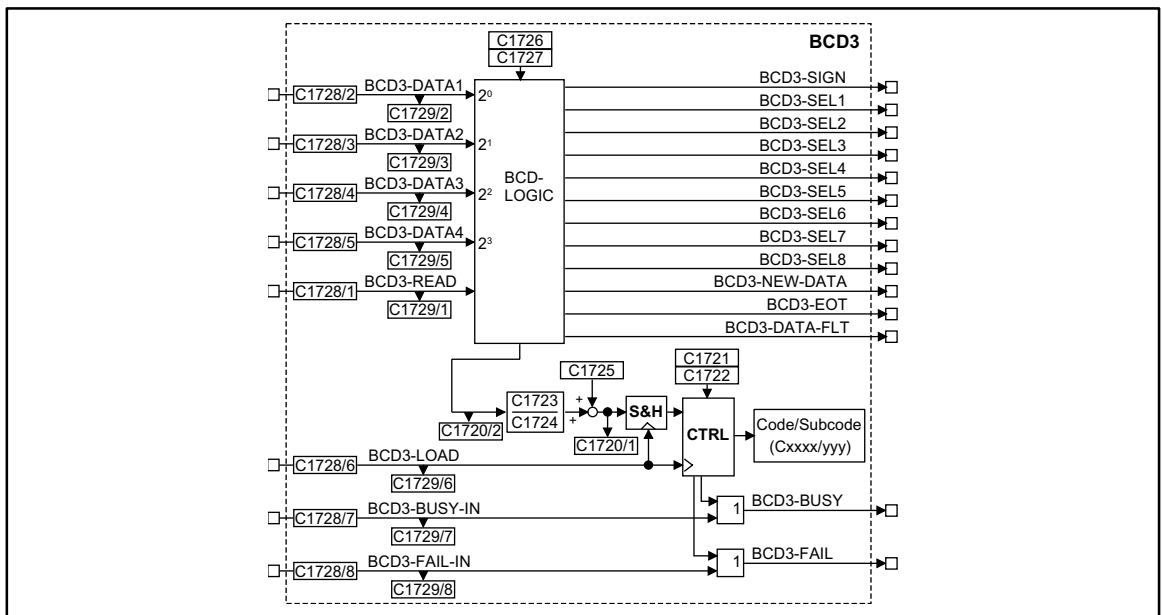 BCD3
C1726
C1727
C1728/2 BCD3-DATA1 2⁰ BCD3-SIGN
C1729/2 BCD3-SEL1
C1728/3 BCD3-DATA2 2¹ BCD3-SEL2
C1729/3 BCD3-SEL3
BCD-
LOGIC
C1728/4 BCD3-DATA3 2² BCD3-SEL4
C1729/4 BCD3-SEL5
C1728/5 BCD3-DATA4 2³ BCD3-SEL6
C1729/5 BCD3-SEL7
BCD3-SEL8
C1728/1 BCD3-READ BCD3-NEW-DATA
C1729/1 BCD3-EOT
BCD3-DATA-FLT
C1725
C1721
C1722
C1723
C1724
+
+
S&H
CTRL
Code/Subcode
(Cxxxx/yyy)
C1720/2
C1720/1
C1728/6 BCD3-LOAD
C1729/6
C1728/7 BCD3-BUSY-IN 1 BCD3-BUSY
C1729/7
C1728/8 BCD3-FAIL-IN 1 BCD3-FAIL
C1729/8